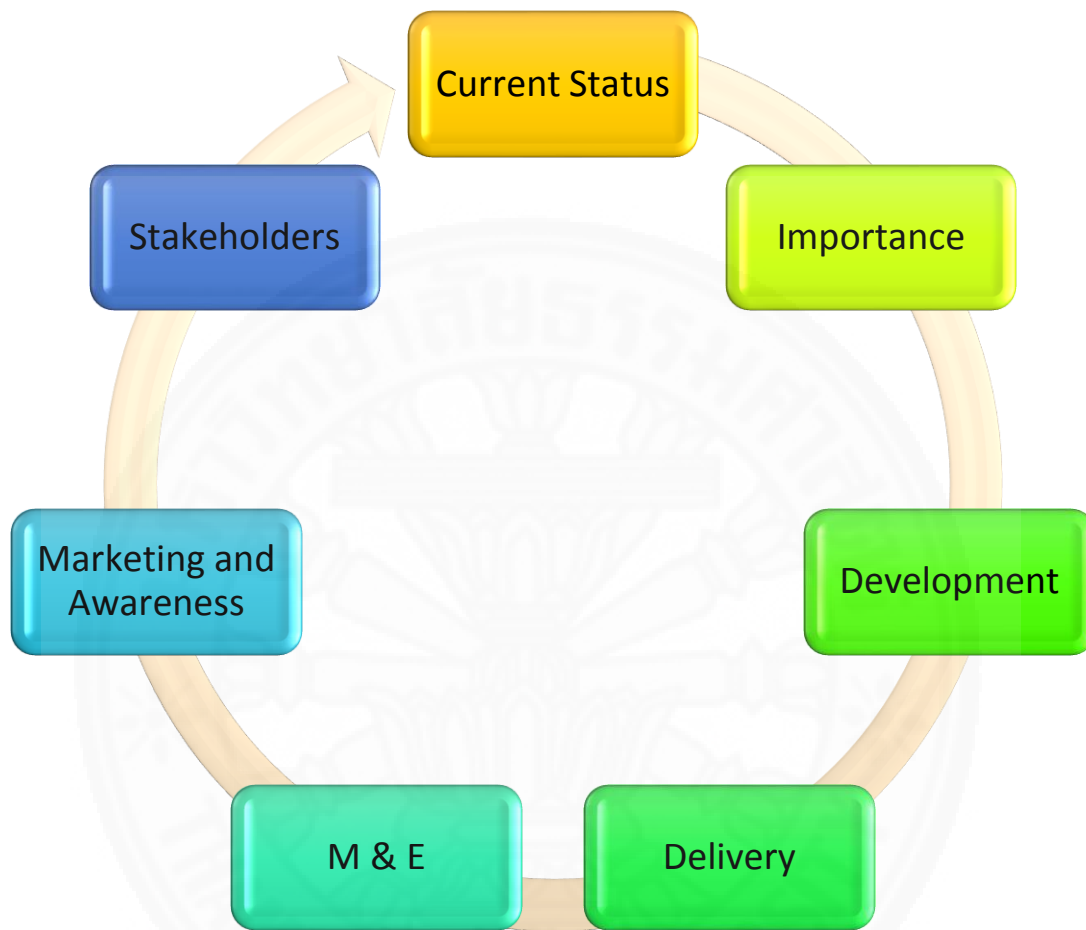 Current Status
Importance
Development
Delivery
M & E
Marketing and
Awareness
Stakeholders